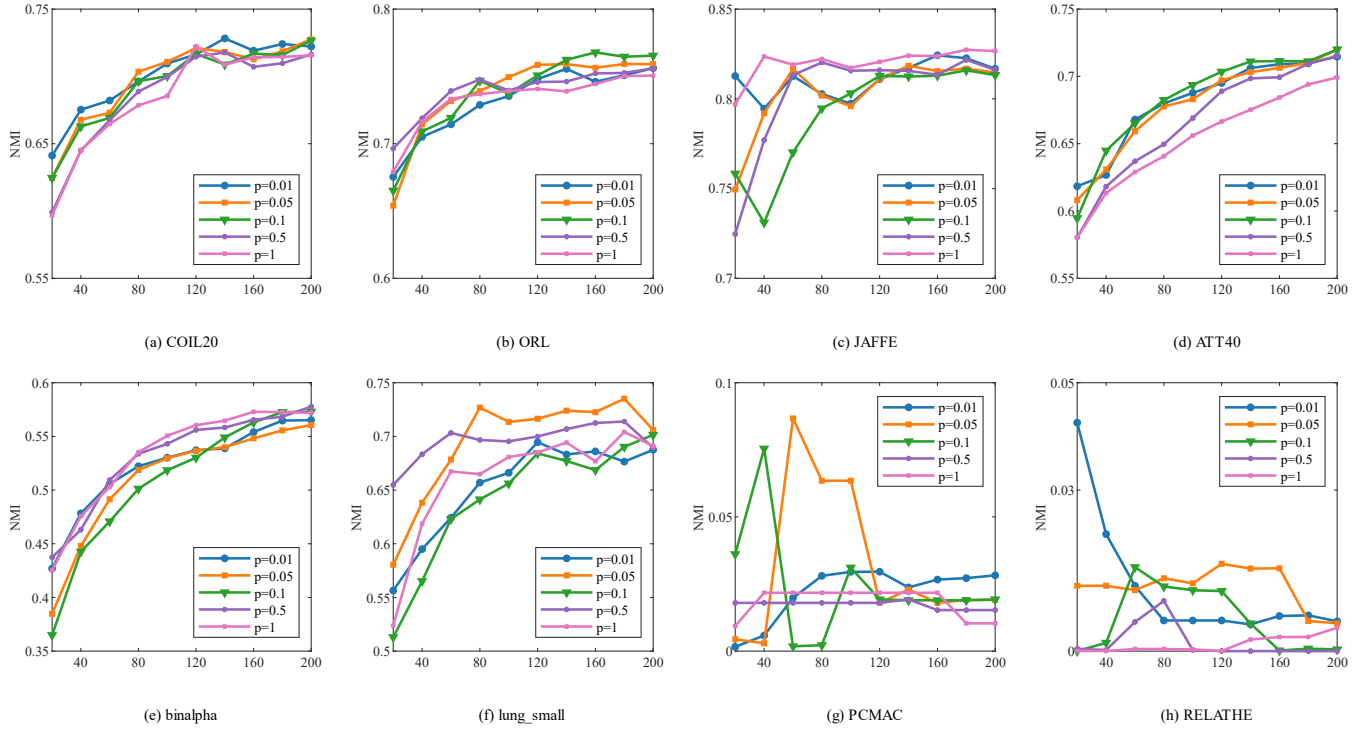 0.75
0.65
0.55
NMI
40 80 120 160 200
p=0.01
p=0.05
p=0.1
p=0.5
p=1
(a) COIL20
0.8
0.7
0.6
NMI
40 80 120 160 200
p=0.01
p=0.05
p=0.1
p=0.5
p=1
(b) ORL
0.85
0.8
0.75
0.7
NMI
40 80 120 160 200
p=0.01
p=0.05
p=0.1
p=0.5
p=1
(c) JAFFE
0.75
0.7
0.65
0.6
0.55
NMI
40 80 120 160 200
p=0.01
p=0.05
p=0.1
p=0.5
p=1
(d) ATT40
0.6
0.55
0.5
0.45
0.4
0.35
NMI
40 80 120 160 200
p=0.01
p=0.05
p=0.1
p=0.5
p=1
(e) binalpha
0.75
0.7
0.65
0.6
0.55
0.5
NMI
40 80 120 160 200
p=0.01
p=0.05
p=0.1
p=0.5
p=1
(f) lung_small
0.1
0.05
0
NMI
40 80 120 160 200
p=0.01
p=0.05
p=0.1
p=0.5
p=1
(g) PCMAC
0.05
0.03
0
NMI
40 80 120 160 200
p=0.01
p=0.05
p=0.1
p=0.5
p=1
(h) RELATHE